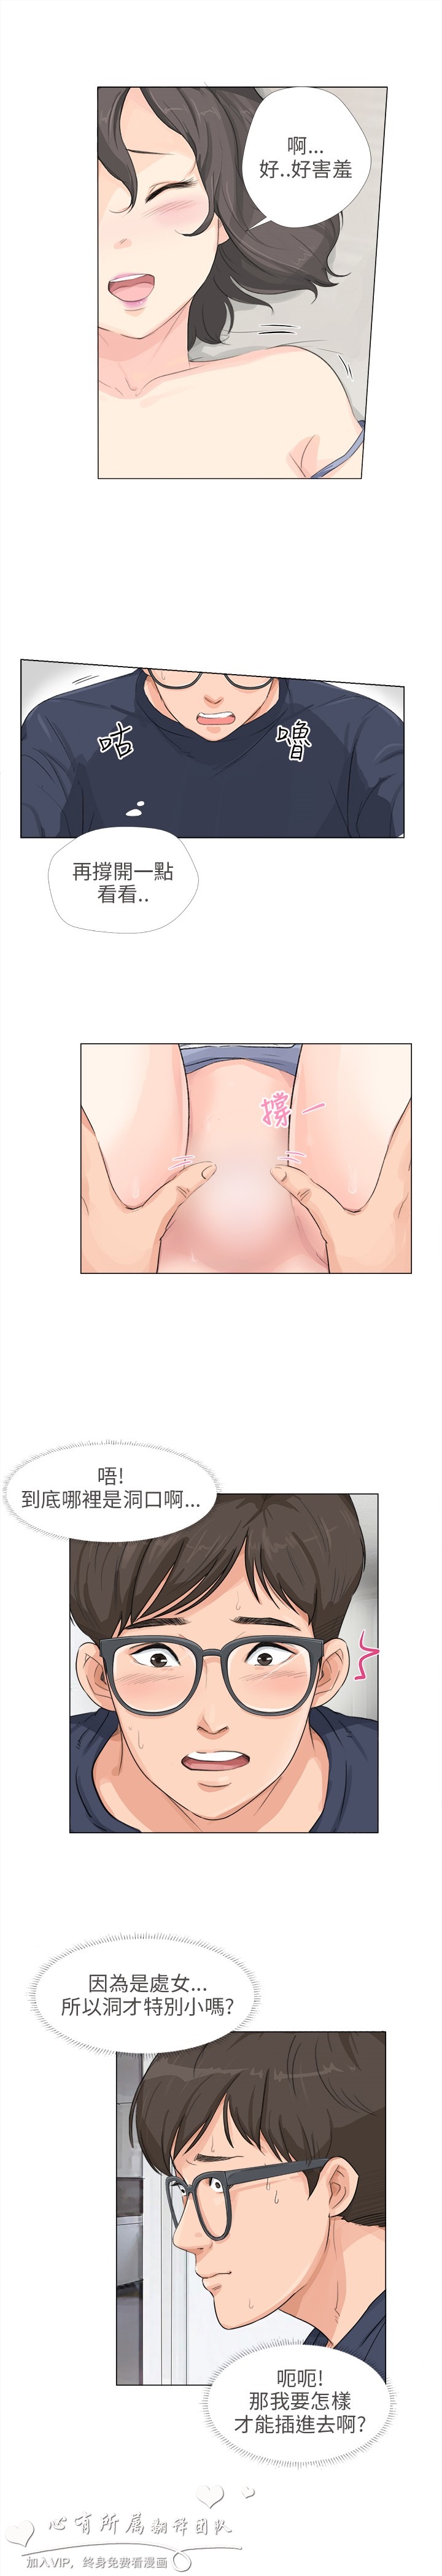 啊...
好..好害羞
咕
嚕
再撐開一點
看看..
撐一
唔!
到底哪裡是洞口啊...
因為是處女...
所以洞才特別小嗎?
呃呃!
那我要怎樣
才能插進去啊?
心有所属翻译团队
加入VIP，终身免费看漫画